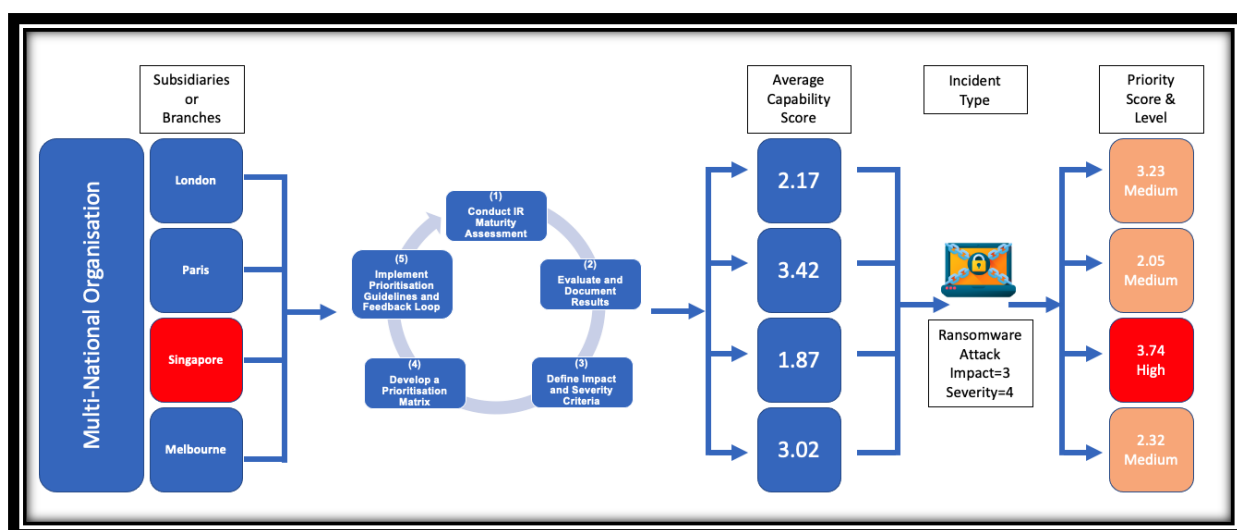 Subsidiaries
or
Branches
Average
Capability
Score
Incident
Type
Priority
Score &
Level
Multi-National Organisation
London
Paris
Singapore
Melbourne
(1)
Conduct IR
Maturity
Assessment
(2)
Evaluate and
Document
Results
(3)
Define Impact
and Severity
Criteria
(4)
Develop a
Prioritisation
Matrix
(5)
Implement
Prioritisation
Guidelines and
Feedback Loop
2.17
3.42
1.87
3.02
Ransomware
Attack
Impact=3
Severity=4
3.23
Medium
2.05
Medium
3.74
High
2.32
Medium